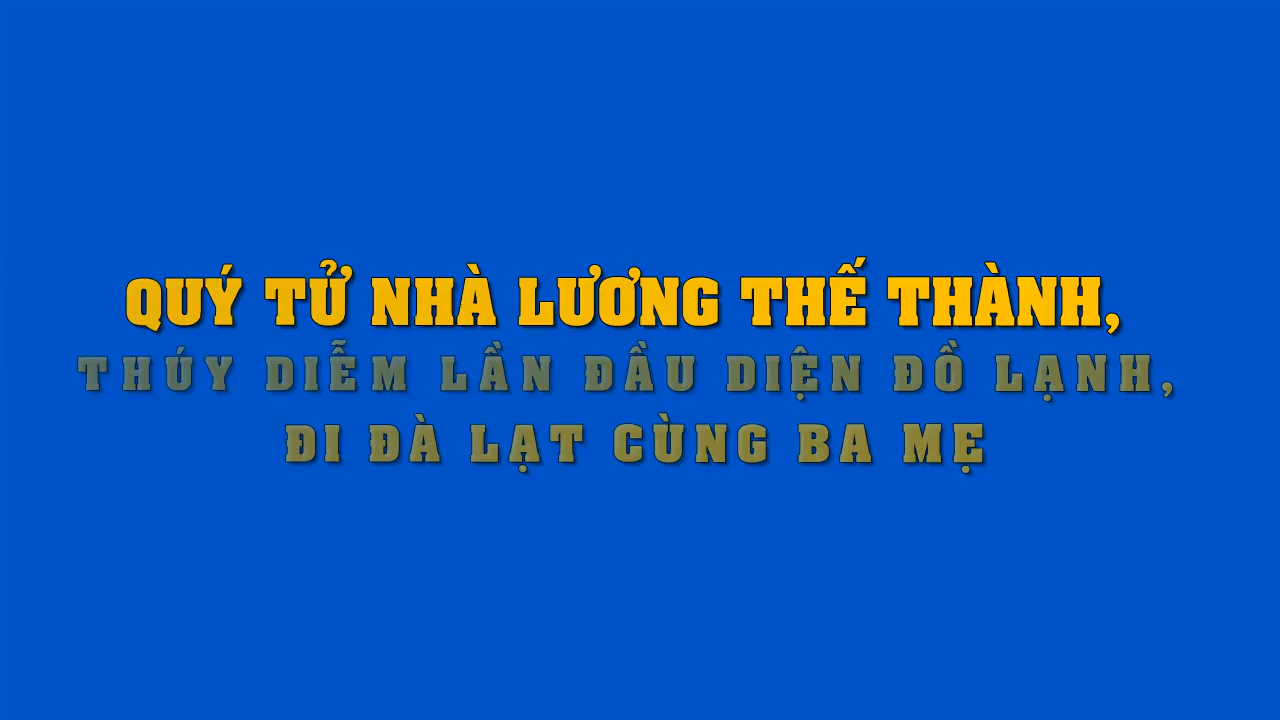 QUÝ TỬ NHÀ LƯƠNG THẾ THÀNH,
THÚY DIỄM LẦN ĐẦU DIỆN ĐỒ LẠNH,
ĐI ĐÀ LẠT CÙNG BA MẸ